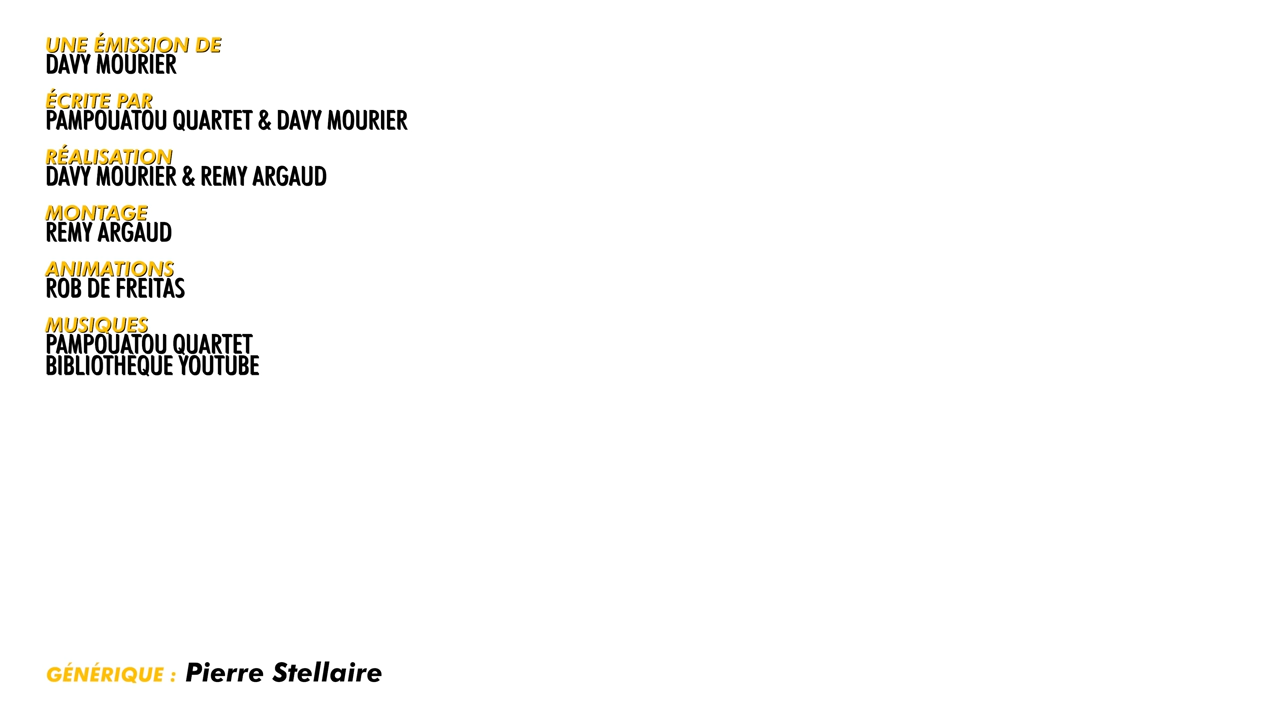 UNE ÉMISSION DE
DAVY MOURIER
ÉCRITE PAR
PAMPOUATOU QUARTET & DAVY MOURIER
RÉALISATION
DAVY MOURIER & REMY ARGAUD
MONTAGE
REMY ARGAUD
ANIMATIONS
ROB DE FREITAS
MUSIQUES
PAMPOUATOU QUARTET
BIBLIOTHÈQUE YOUTUBE
GÉNÉRIQUE : Pierre Stellaire